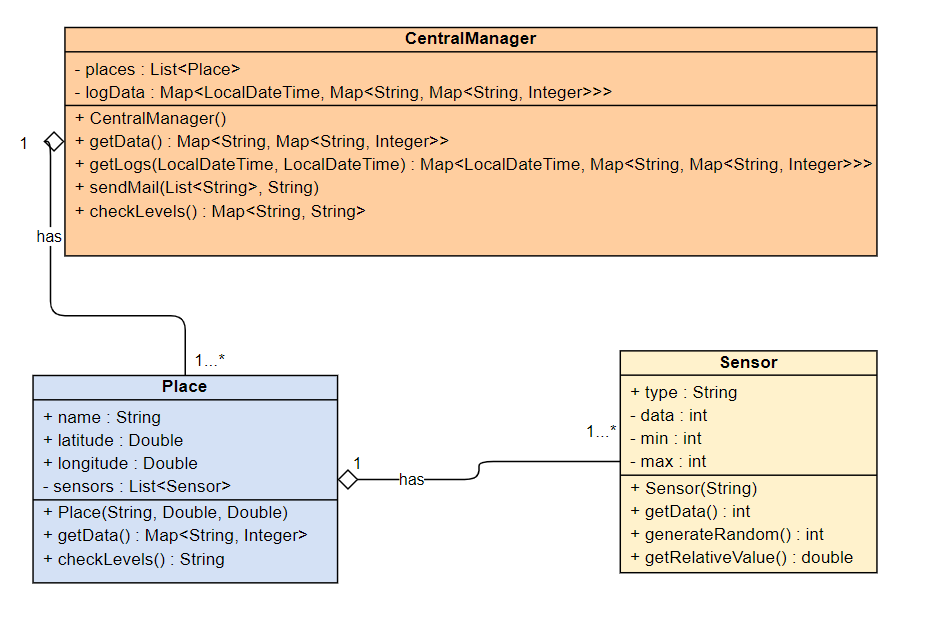 CentralManager
- places : List<Place>
- logData : Map<LocalDateTime, Map<String, Map<String, Integer>>>
+ CentralManager()
+ getData() : Map<String, Map<String, Integer>>
+ getLogs(LocalDateTime, LocalDateTime) : Map<LocalDateTime, Map<String, Map<String, Integer>>>
+ sendMail(List<String>, String)
+ checkLevels() : Map<String, String>
1
has
1...*
Place
+ name : String
+ latitude : Double
+ longitude : Double
- sensors : List<Sensor>
+ Place(String, Double, Double)
+ getData() : Map<String, Integer>
+ checkLevels() : String
1
has
1...*
Sensor
+ type : String
- data : int
- min : int
- max : int
+ Sensor(String)
+ getData() : int
+ generateRandom() : int
+ getRelativeValue() : double